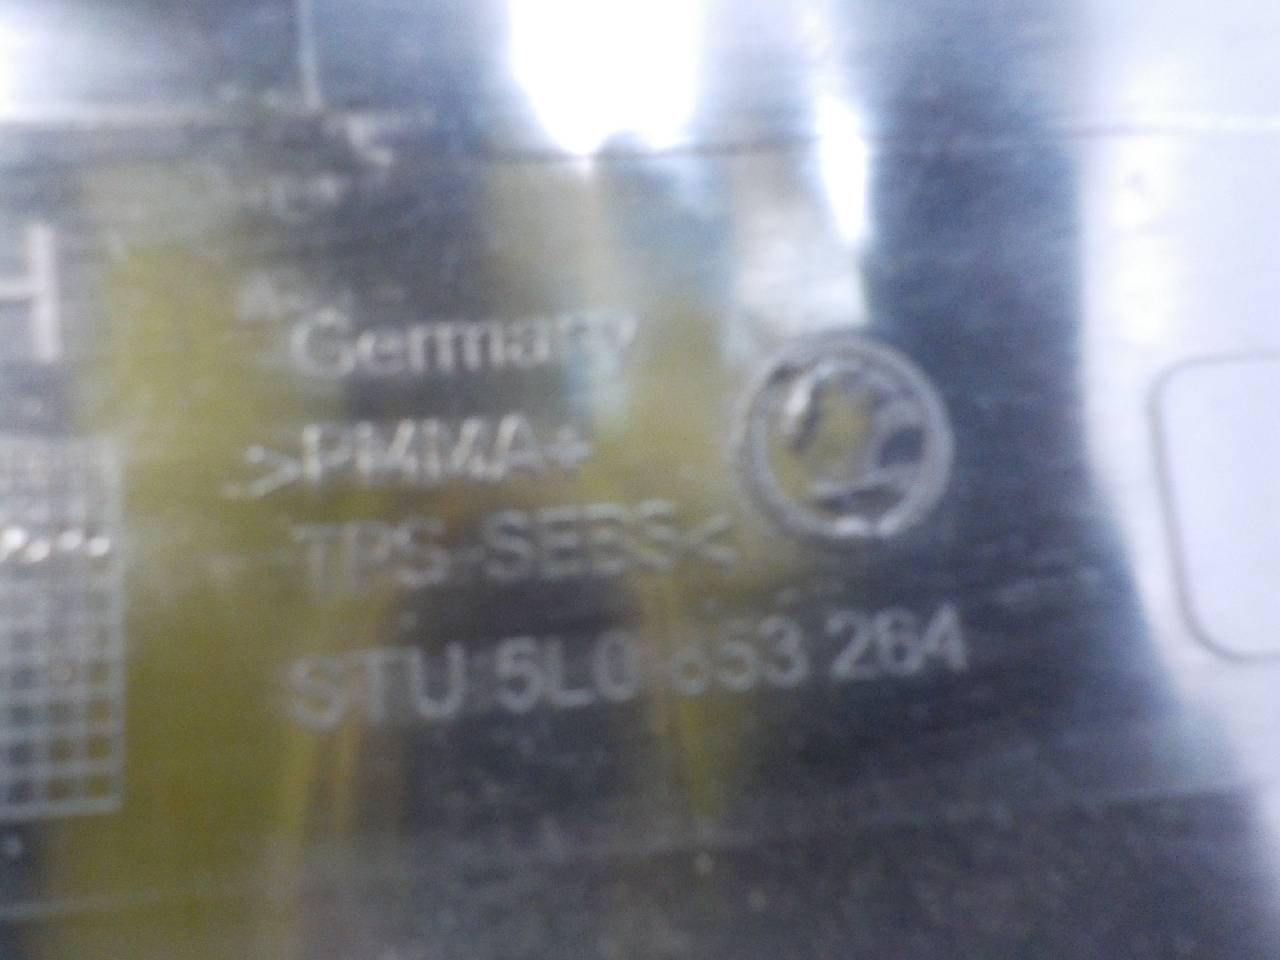 Germany
>PMMA+
TPS-SEBS<
STU 5L0 853 264